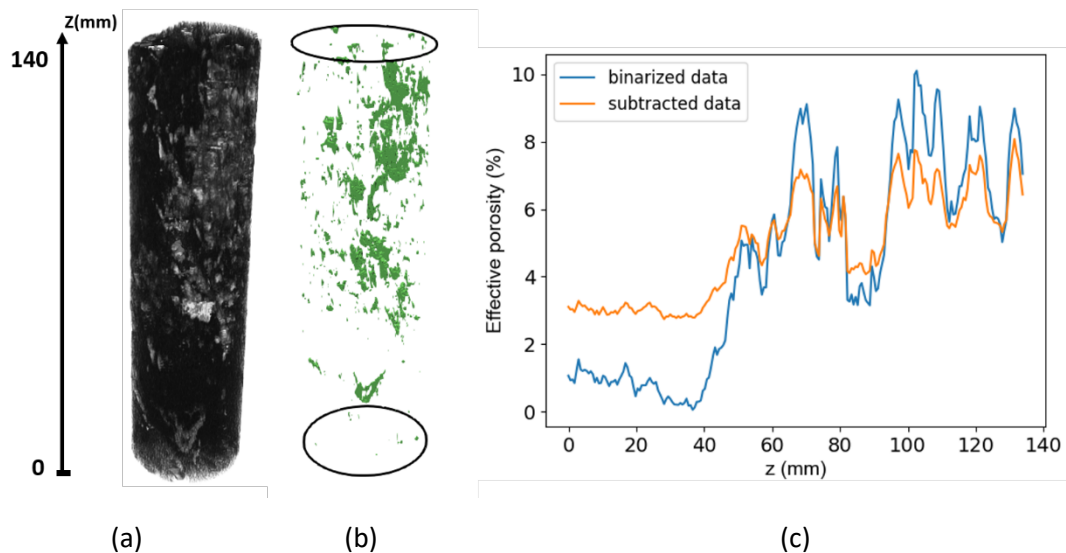 Z(mm)
140
0
binarized data
subtracted data
Effective porosity (%)
10
8
6
4
2
0
0 20 40 60 80 100 120 140
z (mm)
(a) (b) (c)